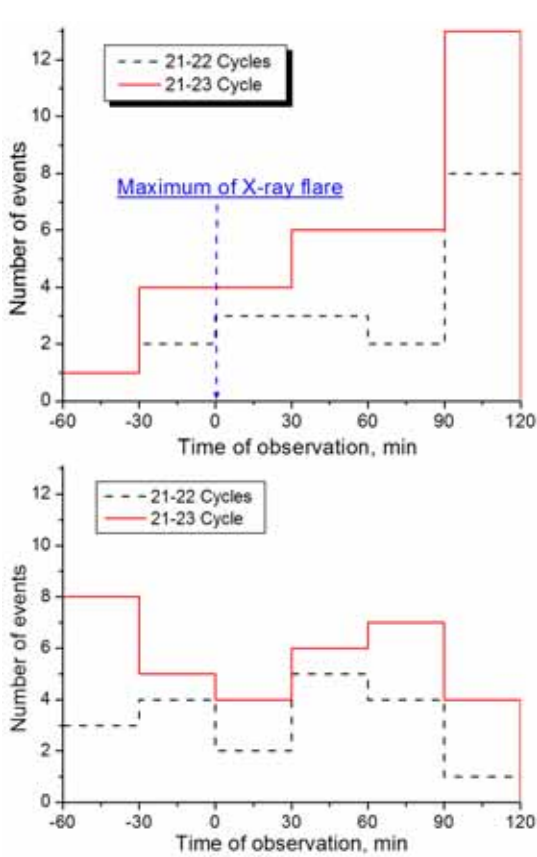 12
10
8
6
4
2
0
Number of events
21-22 Cycles
21-23 Cycle
Maximum of X-ray flare
-60 -30 0 30 60 90 120
Time of observation, min
12
10
8
6
4
2
0
Number of events
21-22 Cycles
21-23 Cycle
-60 -30 0 30 60 90 120
Time of observation, min